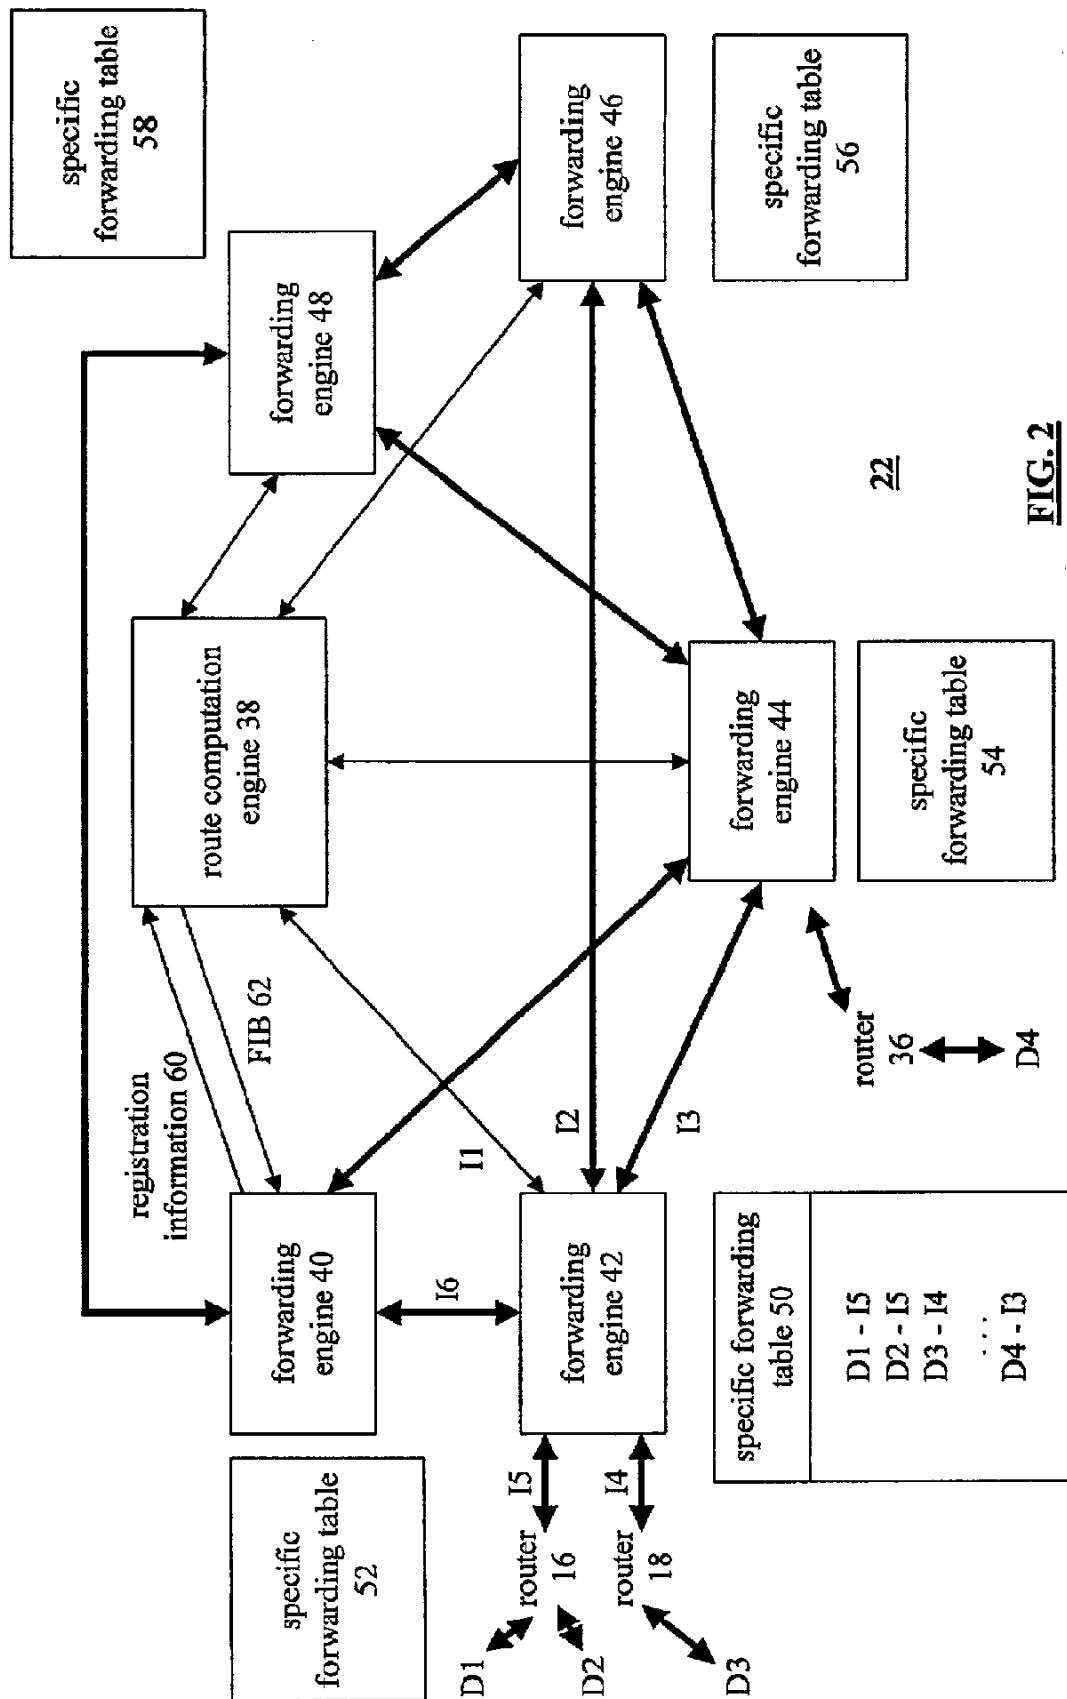 specific
forwarding table
52
forwarding
engine 40
registration
information 60
FIB 62
route computation
engine 38
forwarding
engine 48
specific
forwarding table
58
I6
I1
D1
D2
D3
router
16
router
18
I5
I4
forwarding
engine 42
I2
I3
forwarding
engine 44
forwarding
engine 46
specific forwarding
table 50
D1 - I5
D2 - I5
D3 - I4
...
D4 - I3
router
36
D4
specific
forwarding table
54
specific
forwarding table
56
22
FIG. 2